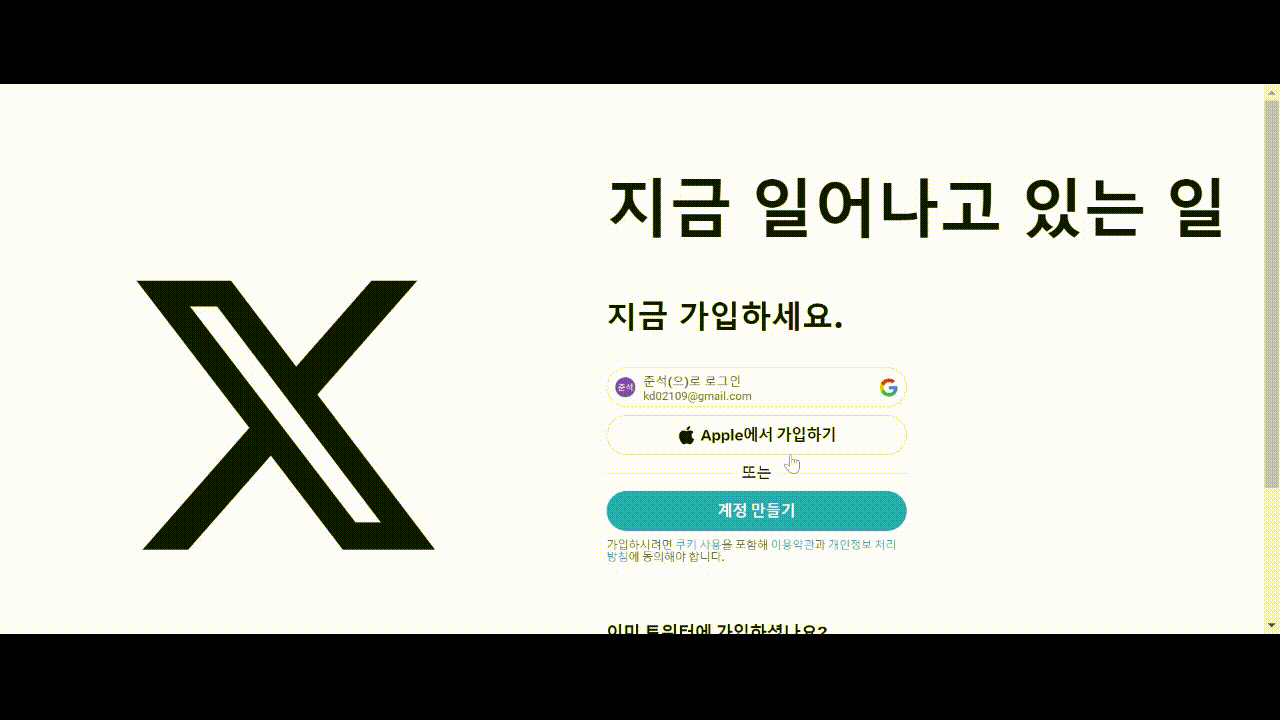 지금 일어나고 있는 일
지금 가입하세요.
준석
준석(으)로 로그인
kd02109@gmail.com
Apple에서 가입하기
또는
계정 만들기
가입하시려면 쿠키 사용을 포함해 이용약관과 개인정보 처리
방침에 동의해야 합니다.
이미 트위터에 가입하셨나요?